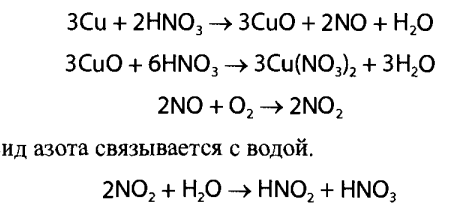 3Cu + 2HNO₃ → 3CuO + 2NO + H₂O
3CuO + 6HNO₃ → 3Cu(NO₃)₂ + 3H₂O
2NO + O₂ → 2NO₂
ид азота связывается с водой.
2NO₂ + H₂O → HNO₂ + HNO₃